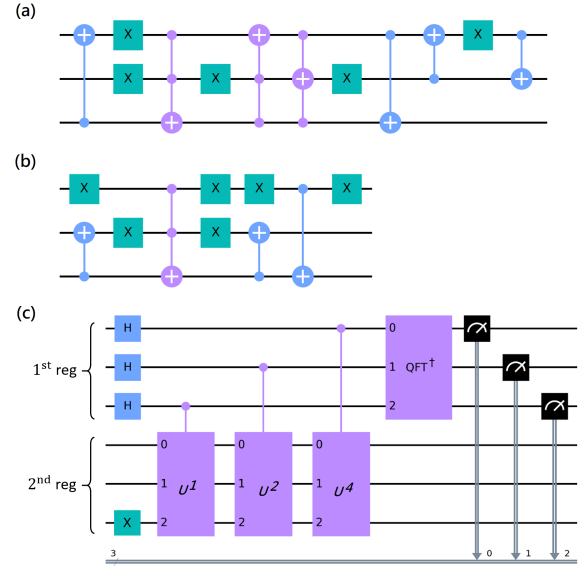 (a)
X X
X X X
(b)
X X X X
X X
(c)
H 0
1st reg H 1 QFT†
H 2
0 0 0
2nd reg 1 U1 1 U2 1 U4
X 2 2 2
3 0 1 2